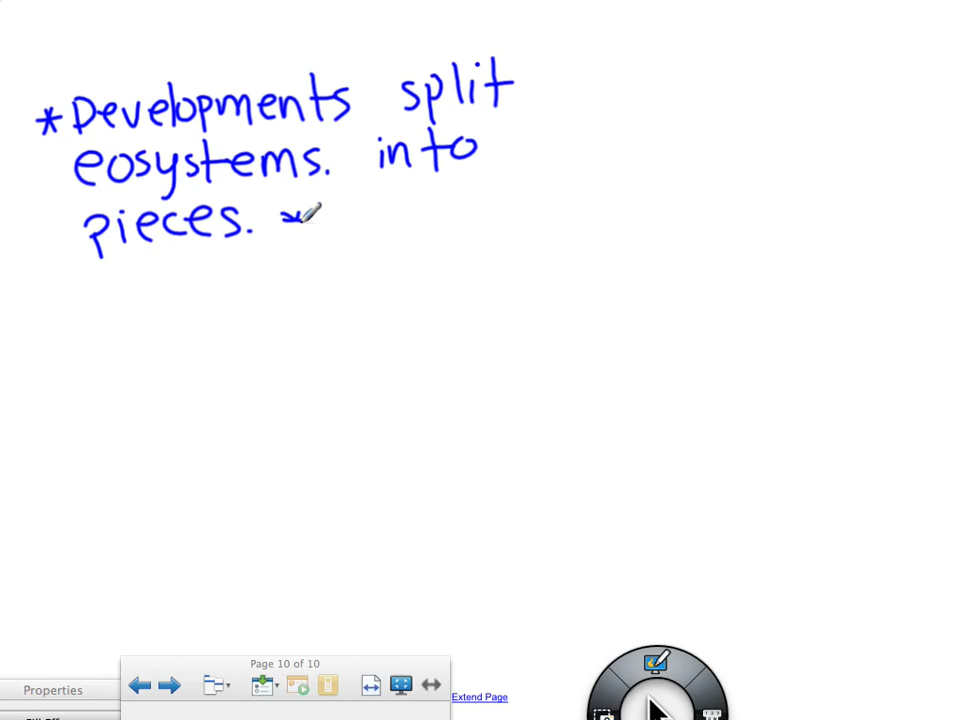 *Developments split
eosystems. into
pieces. *
Page 10 of 10
Properties
Extend Page